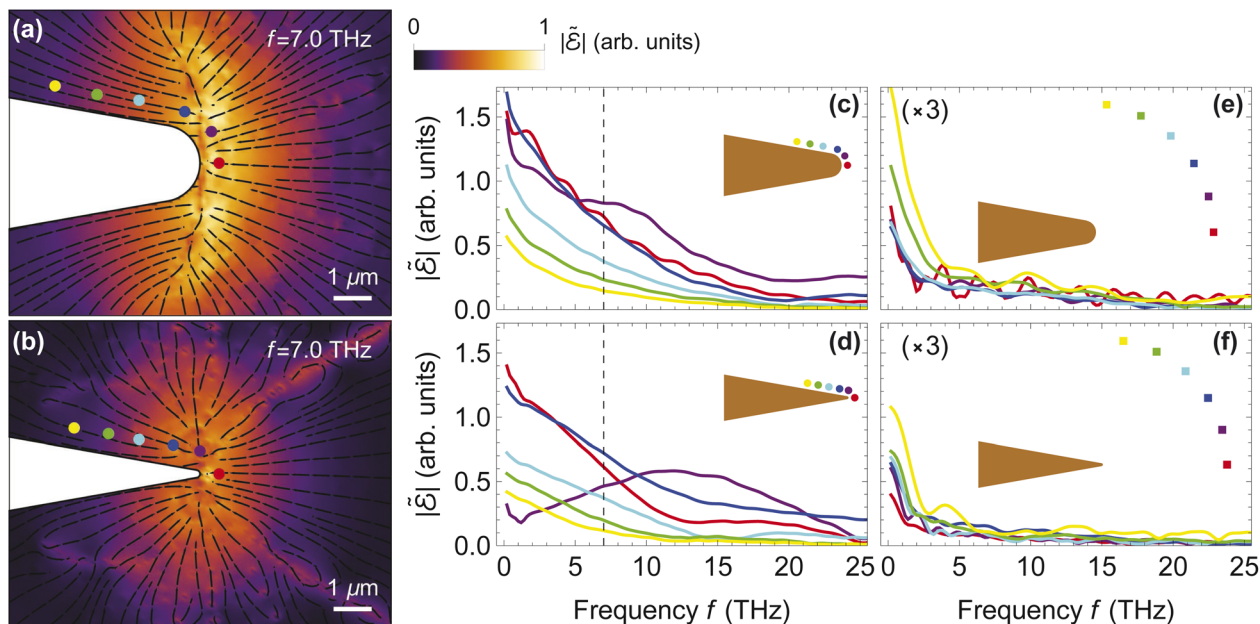 (a)
f=7.0 THz
1 μm
(b)
f=7.0 THz
1 μm
0 1
|ℰ̃| (arb. units)
(c)
|ℰ̃| (arb. units)
1.5
1.0
0.5
0.0
(e)
(×3)
(d)
|ℰ̃| (arb. units)
1.5
1.0
0.5
0.0
0 5 10 15 20 25
Frequency f (THz)
(f)
(×3)
0 5 10 15 20 25
Frequency f (THz)